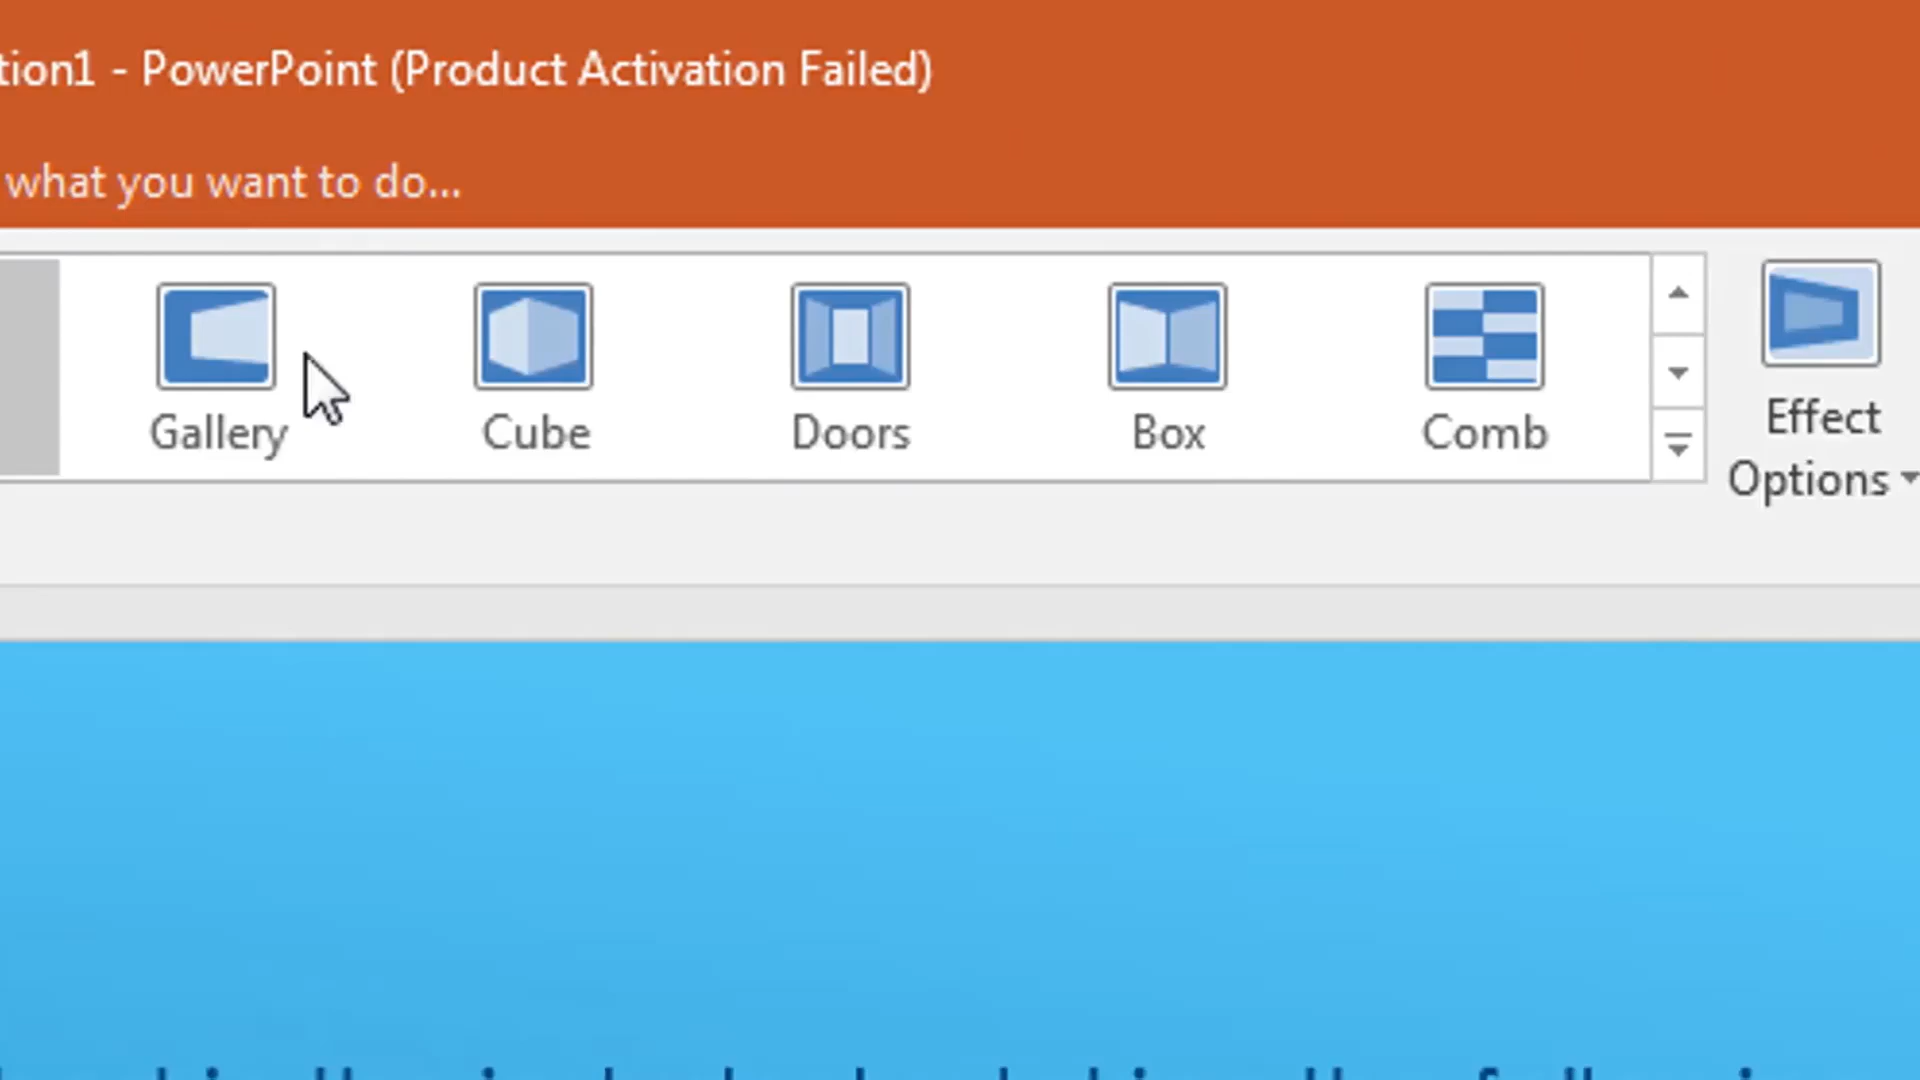 tion1 - PowerPoint (Product Activation Failed)
what you want to do...
Gallery
Cube
Doors
Box
Comb
Effect
Options